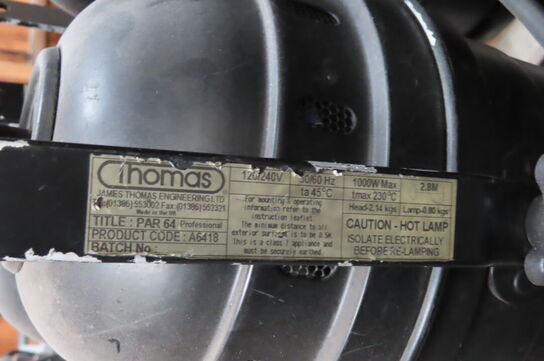 Thomas
JAMES THOMAS ENGINEERING LTD
(01386) 553002 Fax (01386) 553321
Made in the UK
TITLE : PAR 64 Professional
PRODUCT CODE : A6418
BATCH No :
120/240V
50/60 Hz
ta 45°C
1000W Max
tmax 230°C
2.8M
Head-2.14 kgs
Lamp-0.80 kgs
For mounting & operating
information refer to the
instruction leaflet
The minimum distance to all
exterior surfaces is to be 0.5M
This is a class 1 appliance and
must be securely earthed.
CAUTION - HOT LAMP
ISOLATE ELECTRICALLY
BEFORE RE-LAMPING